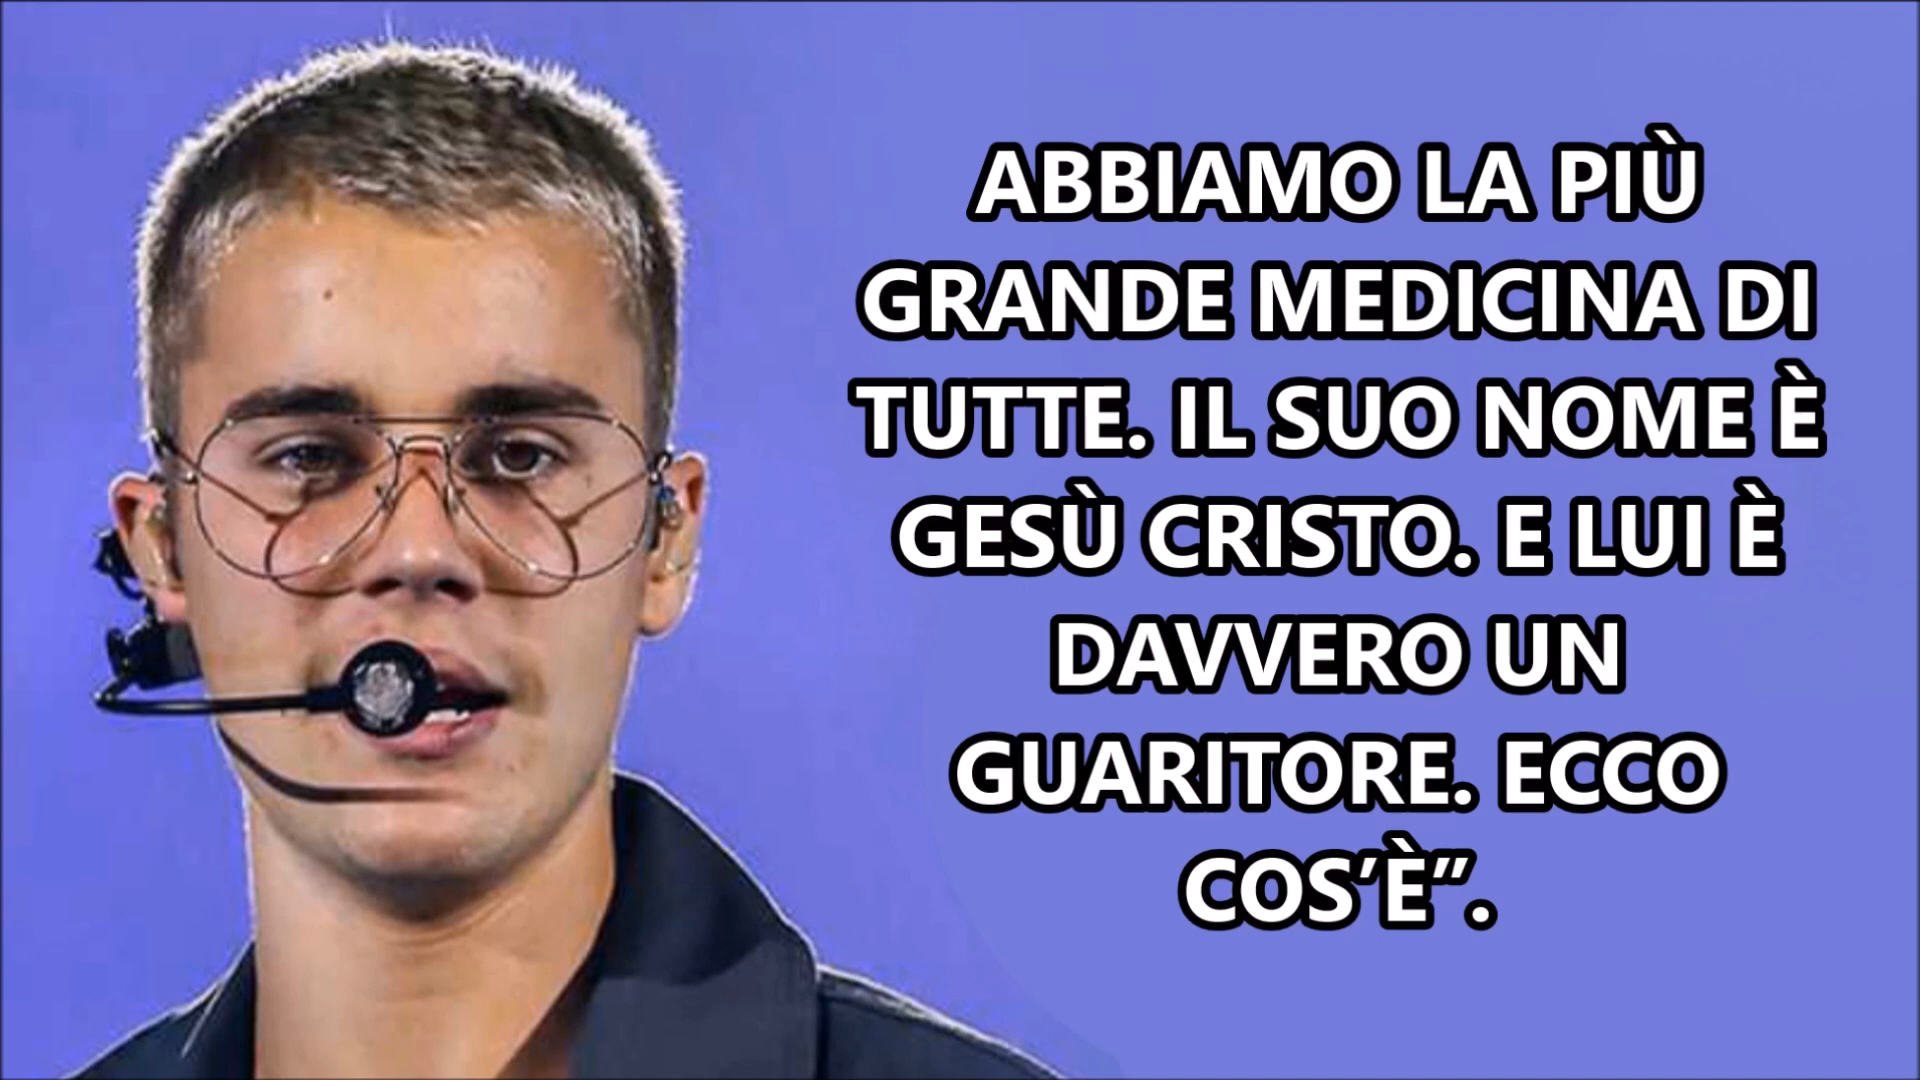 ABBIAMO LA PIÙ
GRANDE MEDICINA DI
TUTTE. IL SUO NOME È
GESÙ CRISTO. E LUI È
DAVVERO UN
GUARITORE. ECCO
COS’È”.